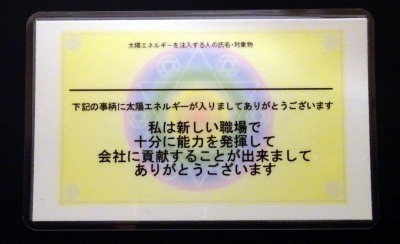 太陽エネルギーを注入する人の氏名・対象物
下記の事柄に太陽エネルギーが入りましてありがとうございます
私は新しい職場で
十分に能力を発揮して
会社に貢献することが出来まして
ありがとうございます